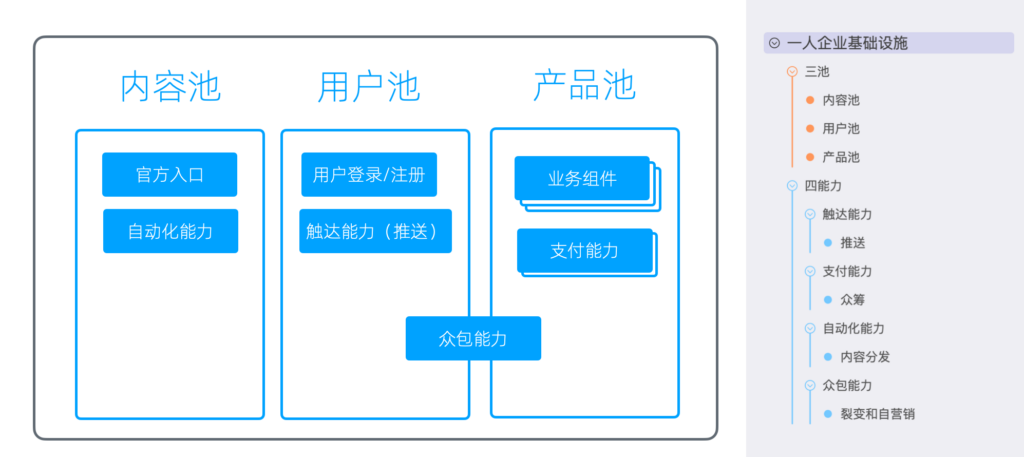 内容池
用户池
产品池
官方入口
自动化能力
用户登录/注册
触达能力（推送）
业务组件
支付能力
众包能力
一人企业基础设施
三池
内容池
用户池
产品池
四能力
触达能力
推送
支付能力
众筹
自动化能力
内容分发
众包能力
裂变和自营销